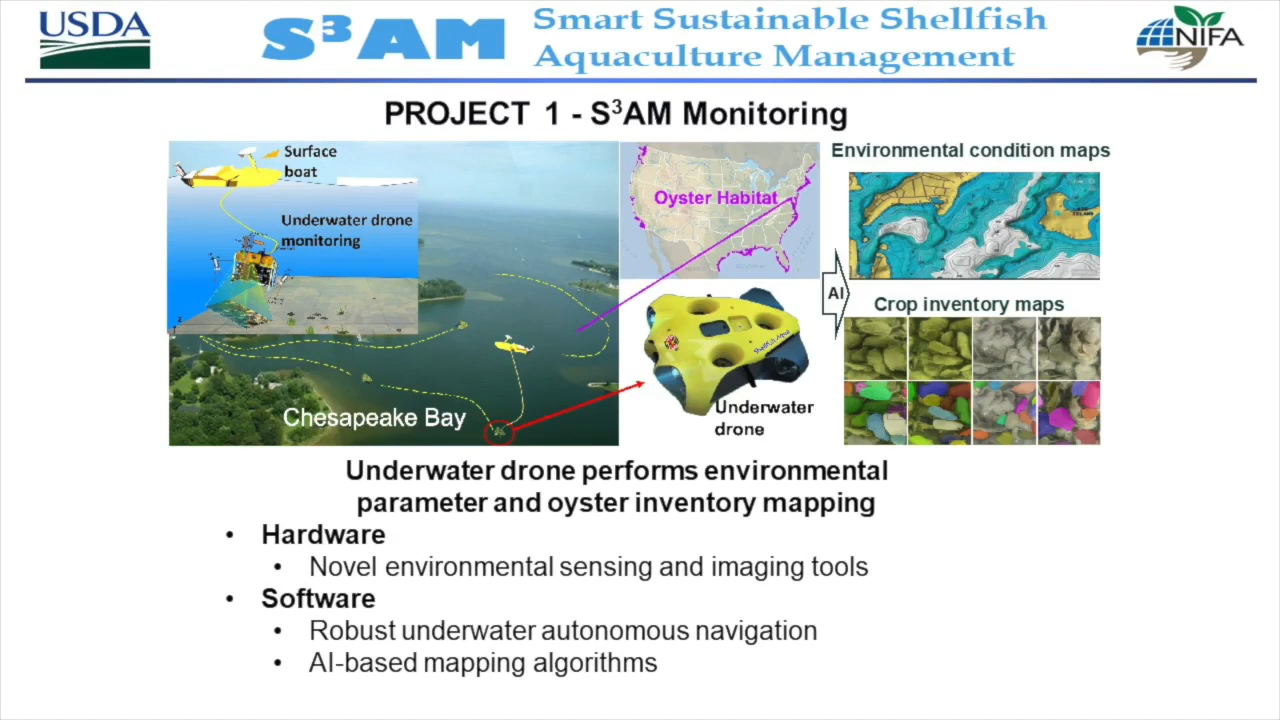 USDA
S³AM
Smart Sustainable Shellfish
Aquaculture Management
NIFA
PROJECT 1 - S³AM Monitoring
Surface
boat
Underwater drone
monitoring
Chesapeake Bay
Oyster Habitat
Underwater
drone
AI
Environmental condition maps
Crop inventory maps
Underwater drone performs environmental
parameter and oyster inventory mapping
• Hardware
• Novel environmental sensing and imaging tools
• Software
• Robust underwater autonomous navigation
• AI-based mapping algorithms